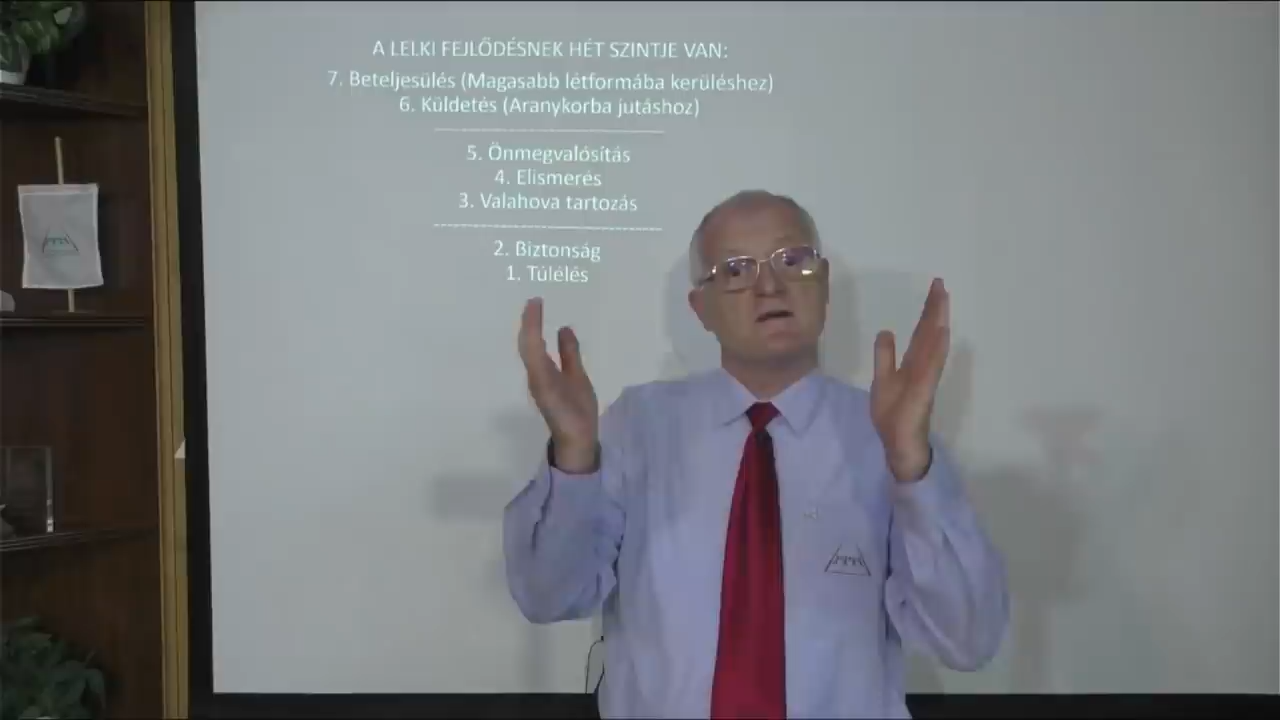 A LELKI FEJLŐDÉSNEK HÉT SZINTJE VAN:
7. Beteljesülés (Magasabb létformába kerüléshez)
6. Küldetés (Aranykorba jutáshoz)
5. Önmegvalósítás
4. Elismerés
3. Valahova tartozás
2. Biztonság
1. Túlélés